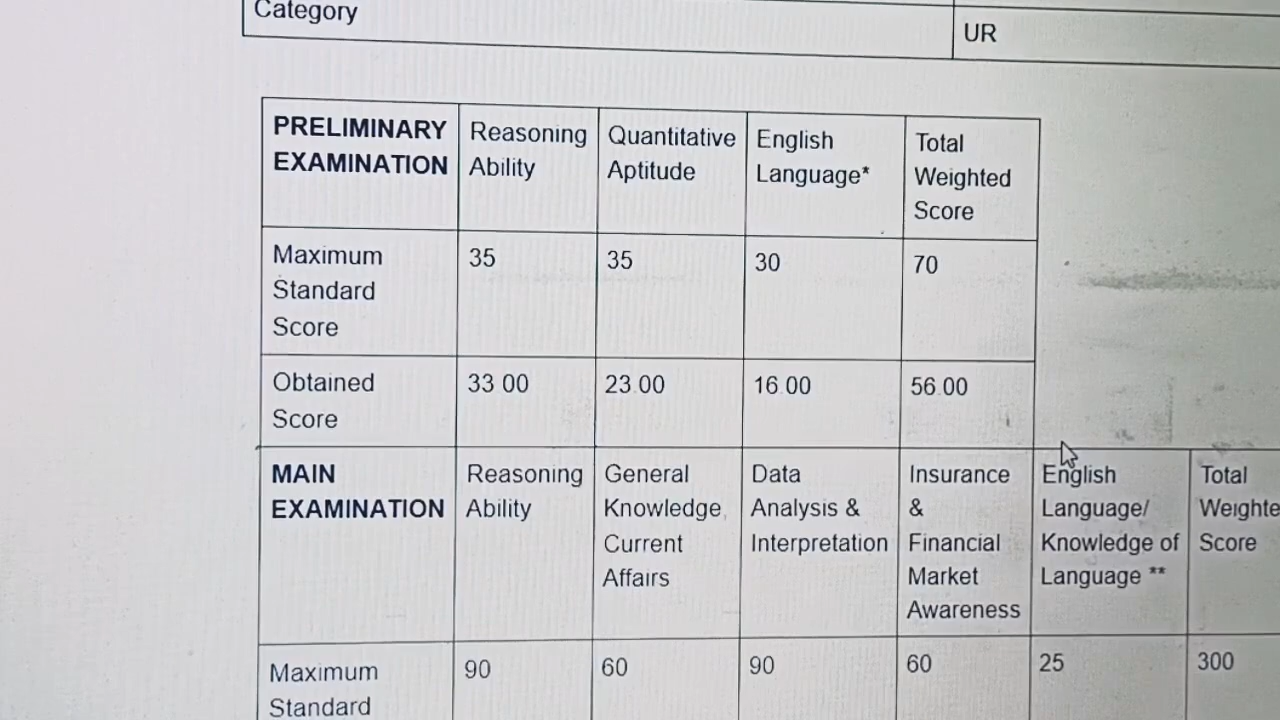 Category
UR
PRELIMINARY EXAMINATION
Reasoning Ability
Quantitative Aptitude
English Language*
Total Weighted Score
Maximum Standard Score
35
35
30
70
Obtained Score
33 00
23.00
16.00
56.00
MAIN EXAMINATION
Reasoning Ability
General Knowledge, Current Affairs
Data Analysis & Interpretation
Insurance & Financial Market Awareness
English Language/ Knowledge of Language **
Total Weighte Score
Maximum Standard
90
60
90
60
25
300